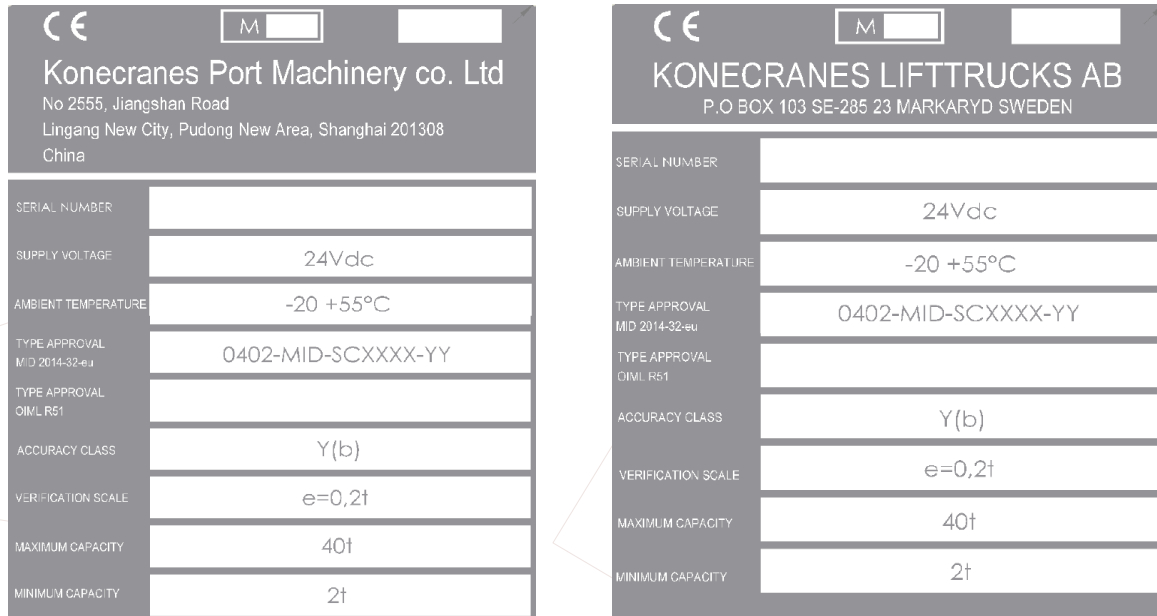 CE M
Konecranes Port Machinery co. Ltd
No 2555, Jiangshan Road
Lingang New City, Pudong New Area, Shanghai 201308
China
SERIAL NUMBER
SUPPLY VOLTAGE 24Vdc
AMBIENT TEMPERATURE -20 +55°C
TYPE APPROVAL
MID 2014-32-eu 0402-MID-SCXXXX-YY
TYPE APPROVAL
OIML R51
ACCURACY CLASS Y(b)
VERIFICATION SCALE e=0,2t
MAXIMUM CAPACITY 40t
MINIMUM CAPACITY 2t
CE M
KONECRANES LIFTTRUCKS AB
P.O BOX 103 SE-285 23 MARKARYD SWEDEN
SERIAL NUMBER
SUPPLY VOLTAGE 24Vdc
AMBIENT TEMPERATURE -20 +55°C
TYPE APPROVAL
MID 2014-32-eu 0402-MID-SCXXXX-YY
TYPE APPROVAL
OIML R51
ACCURACY CLASS Y(b)
VERIFICATION SCALE e=0,2t
MAXIMUM CAPACITY 40t
MINIMUM CAPACITY 2t